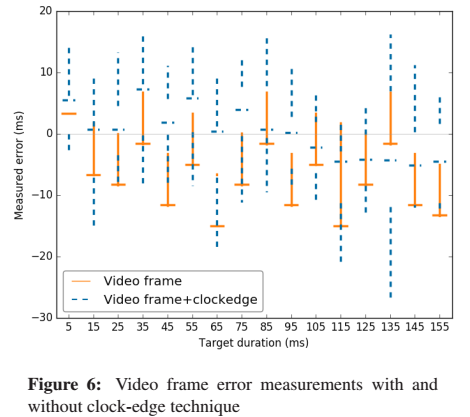 20
10
0
−10
−20
−30
Measured error (ms)
Video frame
Video frame+clockedge
5 15 25 35 45 55 65 75 85 95 105 115 125 135 145 155
Target duration (ms)
Figure 6: Video frame error measurements with and
without clock-edge technique